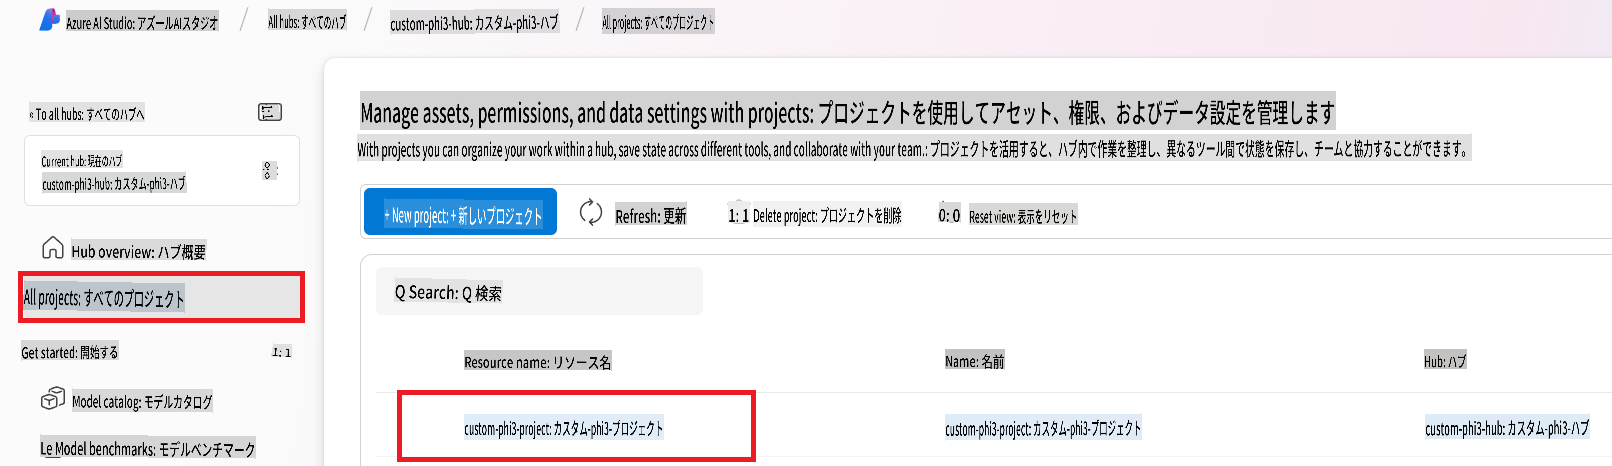 Azure AI Studio: アズールAIスタジオ / All hubs: すべてのハブ / custom-phi3-hub: カスタム-phi3-ハブ / All projects: すべてのプロジェクト
« To all hubs: すべてのハブへ
Current hub: 現在のハブ
custom-phi3-hub: カスタム-phi3-ハブ
Hub overview: ハブ概要
All projects: すべてのプロジェクト
Get started: 開始する 1: 1
Model catalog: モデルカタログ
Le Model benchmarks: モデルベンチマーク
Manage assets, permissions, and data settings with projects: プロジェクトを使用してアセット、権限、およびデータ設定を管理します
With projects you can organize your work within a hub, save state across different tools, and collaborate with your team.: プロジェクトを活用すると、ハブ内で作業を整理し、異なるツール間で状態を保存し、チームと協力することができます。
+ New project: + 新しいプロジェクト Refresh: 更新 1: 1 Delete project: プロジェクトを削除 0: 0 Reset view: 表示をリセット
Q Search: Q 検索
Resource name: リソース名 Name: 名前 Hub: ハブ
custom-phi3-project: カスタム-phi3-プロジェクト custom-phi3-project: カスタム-phi3-プロジェクト custom-phi3-hub: カスタム-phi3-ハブ